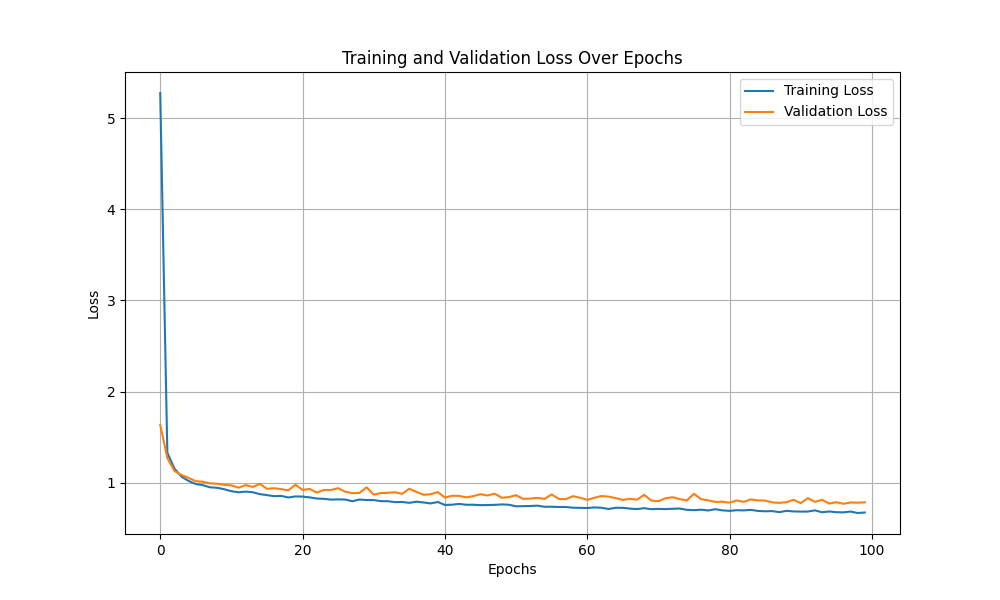 Training and Validation Loss Over Epochs
Training Loss
Validation Loss
5
4
3
2
1
Loss
0 20 40 60 80 100
Epochs